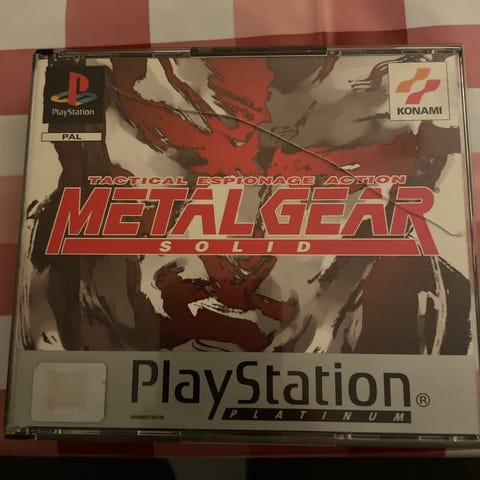 PlayStation
PAL
KONAMI
TACTICAL ESPIONAGE ACTION
METAL GEAR
SOLID
PlayStation®
PLATINUM